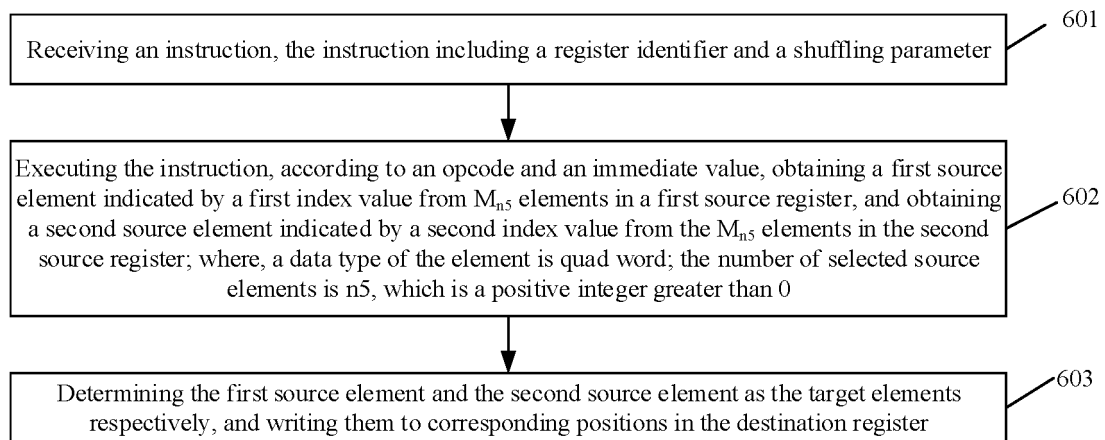 601
Receiving an instruction, the instruction including a register identifier and a shuffling parameter
Executing the instruction, according to an opcode and an immediate value, obtaining a first source
element indicated by a first index value from Mn5 elements in a first source register, and obtaining
a second source element indicated by a second index value from the Mn5 elements in the second
source register; where, a data type of the element is quad word; the number of selected source
elements is n5, which is a positive integer greater than 0
602
Determining the first source element and the second source element as the target elements
respectively, and writing them to corresponding positions in the destination register
603